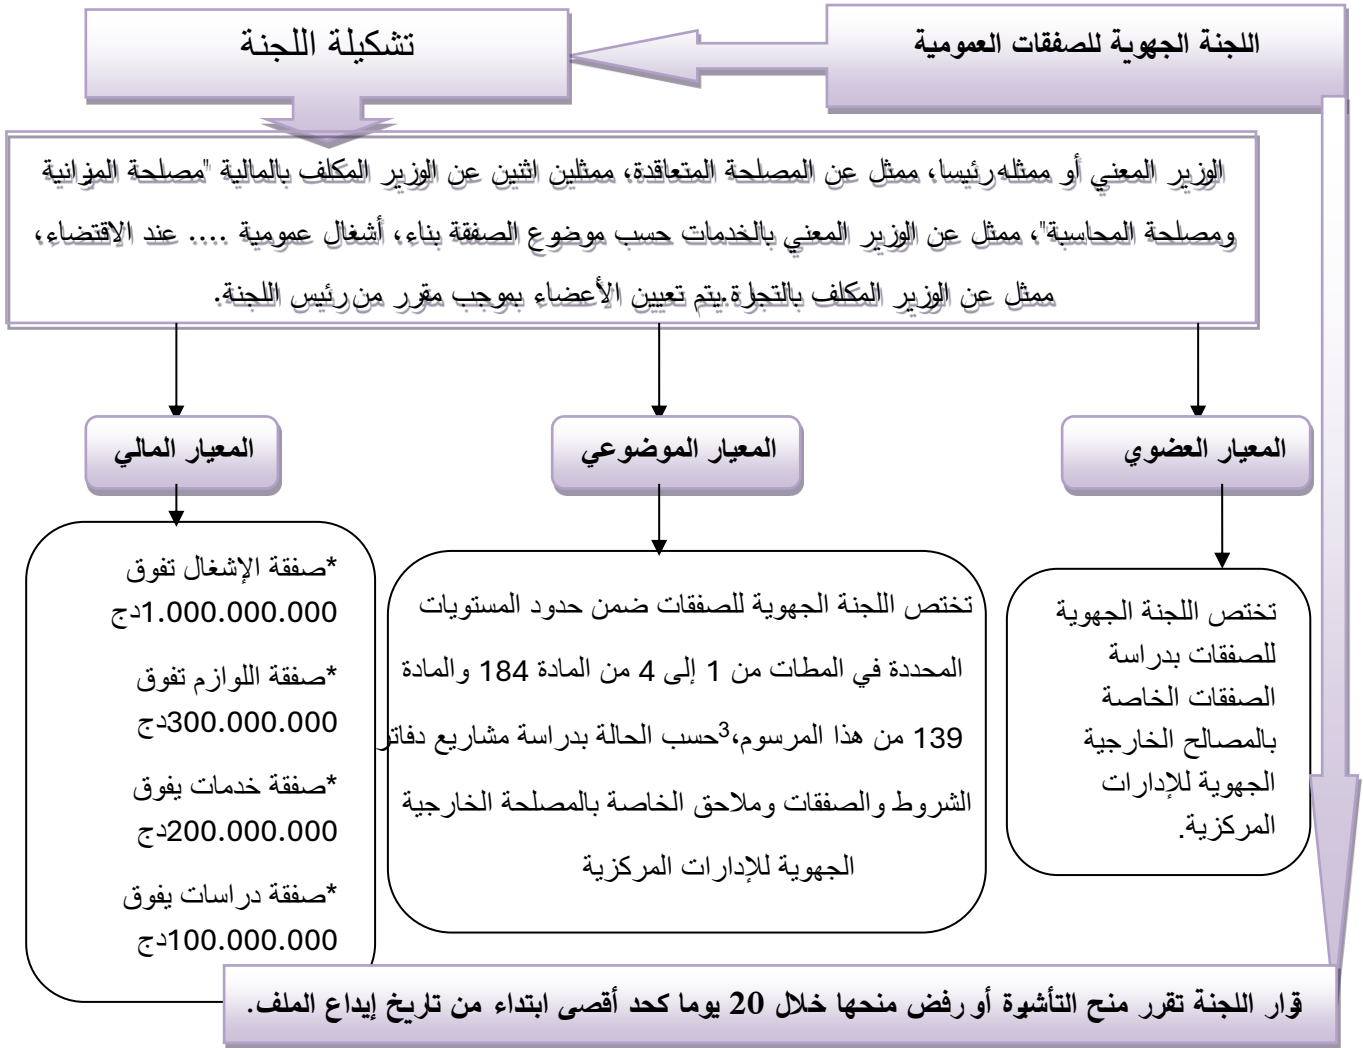 اللجنة الجهوية للصفقات العمومية
تشكيلة اللجنة
الوزير المعني أو ممثله رئيسا، ممثل عن المصلحة المتعاقدة، ممثلين اثنين عن الوزير المكلف بالمالية "مصلحة الميزانية
ومصلحة المحاسبة"، ممثل عن الوزير المعني بالخدمات حسب موضوع الصفقة بناء، أشغال عمومية .... عند الاقتضاء،
ممثل عن الوزير المكلف بالتجارة.يتم تعيين الأعضاء بموجب مقرر من رئيس اللجنة.
المعيار العضوي
المعيار الموضوعي
المعيار المالي
تختص اللجنة الجهوية
للصفقات بدراسة
الصفقات الخاصة
بالمصالح الخارجية
الجهوية للإدارات
المركزية.
تختص اللجنة الجهوية للصفقات ضمن حدود المستويات
المحددة في المطات من 1 إلى 4 من المادة 184 والمادة
139 من هذا المرسوم،3حسب الحالة بدراسة مشاريع دفاتر
الشروط والصفقات وملاحق الخاصة بالمصلحة الخارجية
الجهوية للإدارات المركزية
*صفقة الإشغال تفوق
1.000.000.000دج
*صفقة اللوازم تفوق
300.000.000دج
*صفقة خدمات يفوق
200.000.000دج
*صفقة دراسات يفوق
100.000.000دج
قرار اللجنة تقرر منح التأشيرة أو رفض منحها خلال 20 يوما كحد أقصى ابتداء من تاريخ إيداع الملف.